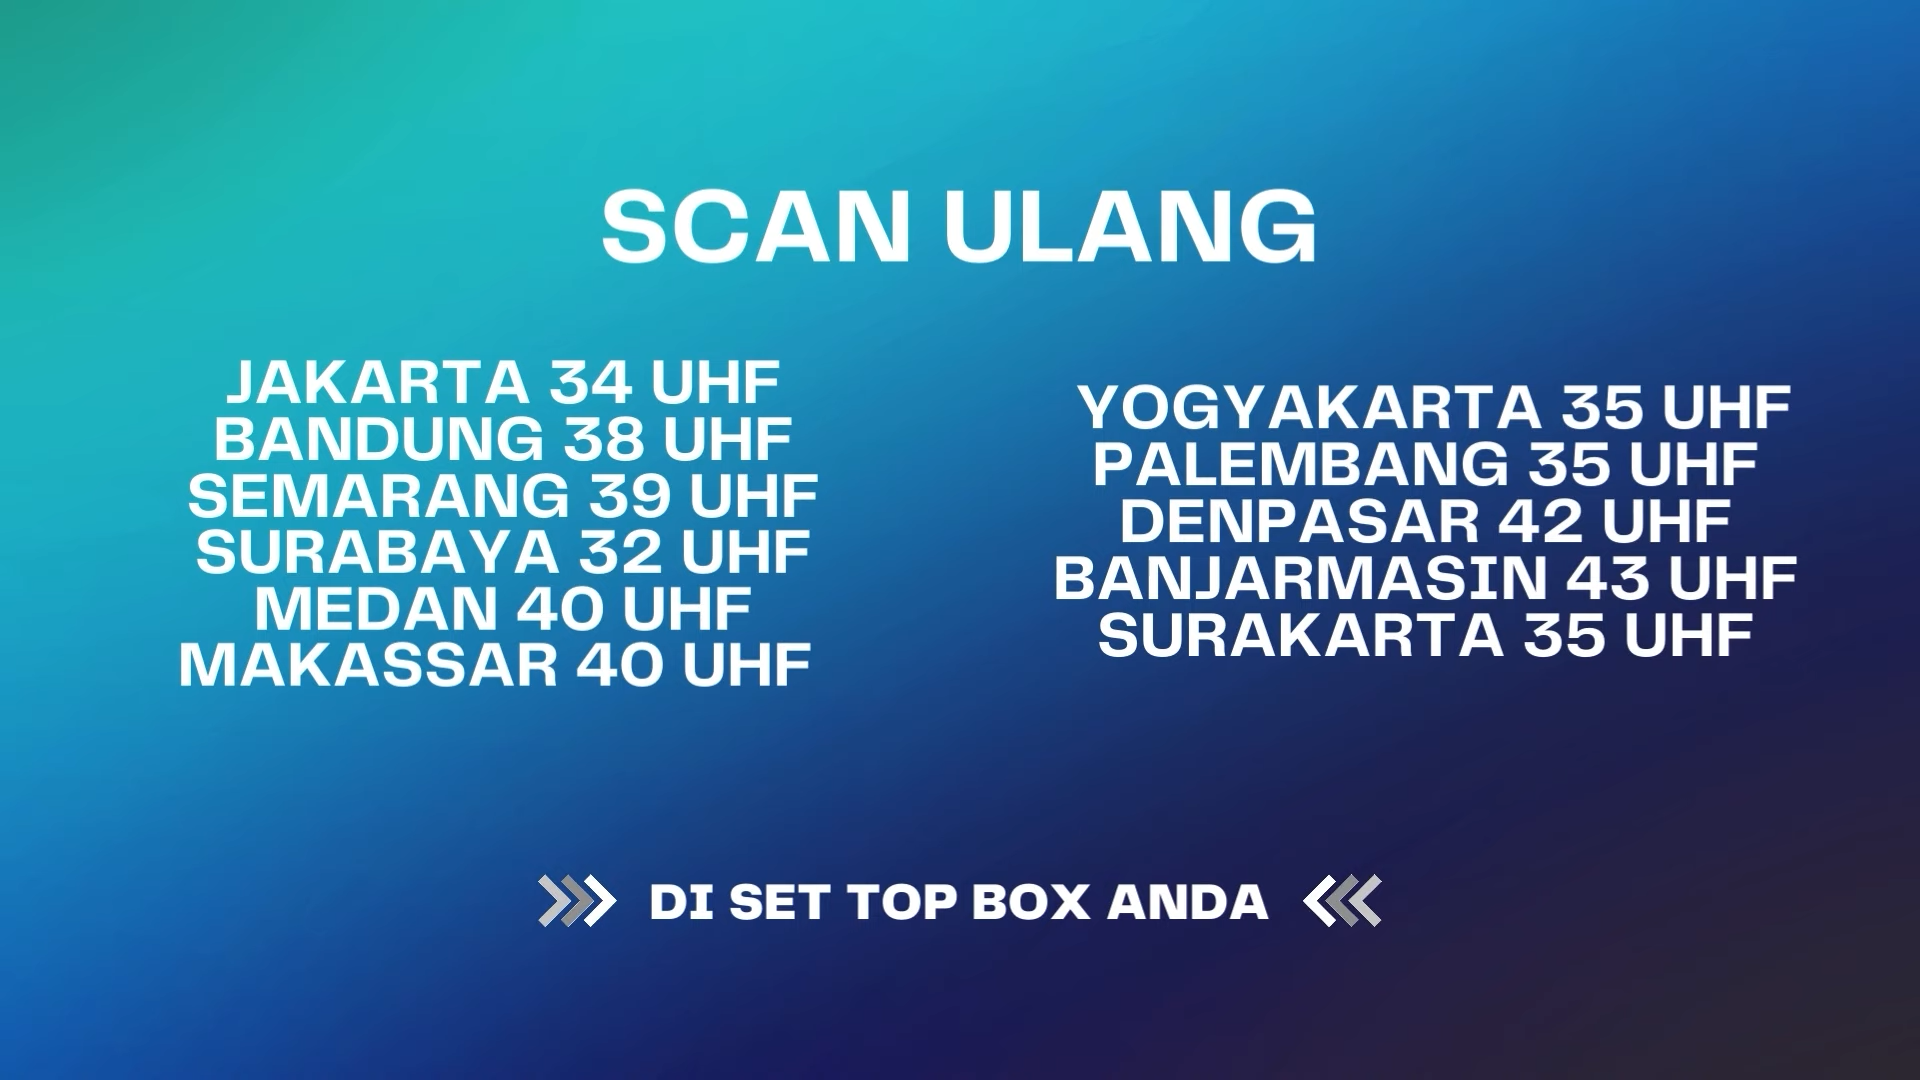 SCAN ULANG
JAKARTA 34 UHF
BANDUNG 38 UHF
SEMARANG 39 UHF
SURABAYA 32 UHF
MEDAN 40 UHF
MAKASSAR 40 UHF
YOGYAKARTA 35 UHF
PALEMBANG 35 UHF
DENPASAR 42 UHF
BANJARMASIN 43 UHF
SURAKARTA 35 UHF
DI SET TOP BOX ANDA